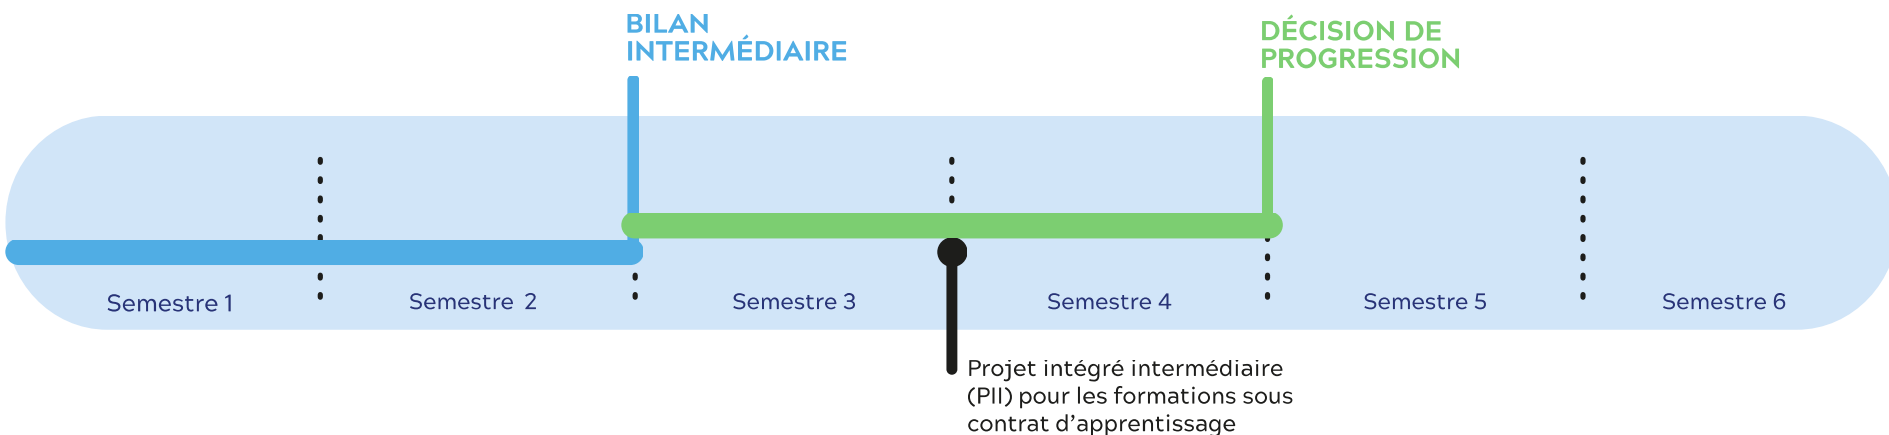 BILAN
INTERMÉDIAIRE
DÉCISION DE
PROGRESSION
Semestre 1
Semestre 2
Semestre 3
Semestre 4
Semestre 5
Semestre 6
Projet intégré intermédiaire
(PII) pour les formations sous
contrat d’apprentissage